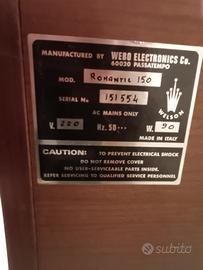 MANUFACTURED BY WEBO ELECTRONICS Co.
60020 PASSATEMPO
MOD. ROMANTIC 150
SERIAL No 151554
AC MAINS ONLY
WELSON
V. 220 Hz. 50··· W. 90
MADE IN ITALY
CAUTION: TO PREVENT ELECTRICAL SHOCK
DO NOT REMOVE COVER
NO USER-SERVICEABLE PARTS INSIDE.
REFER SERVICING TO QUALIFIED SERVICE PERSONNEL
subito